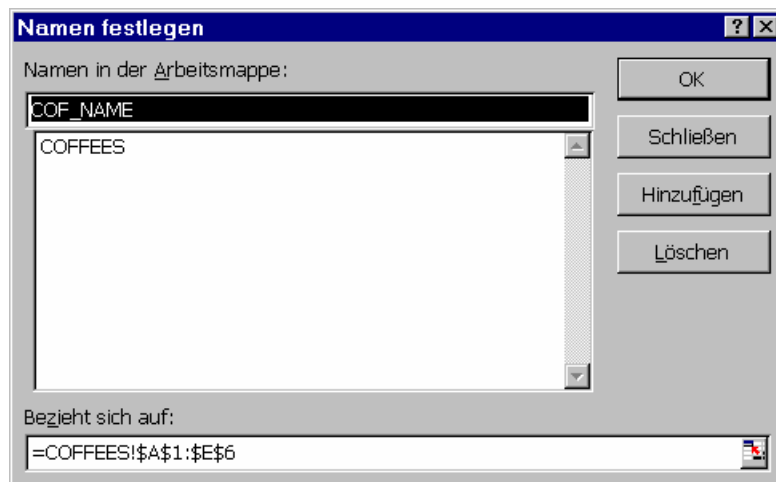 Namen festlegen
Namen in der Arbeitsmappe:
COF_NAME
COFFEES
OK
Schließen
Hinzufügen
Löschen
Bezieht sich auf:
=COFFEES!$A$1:$E$6